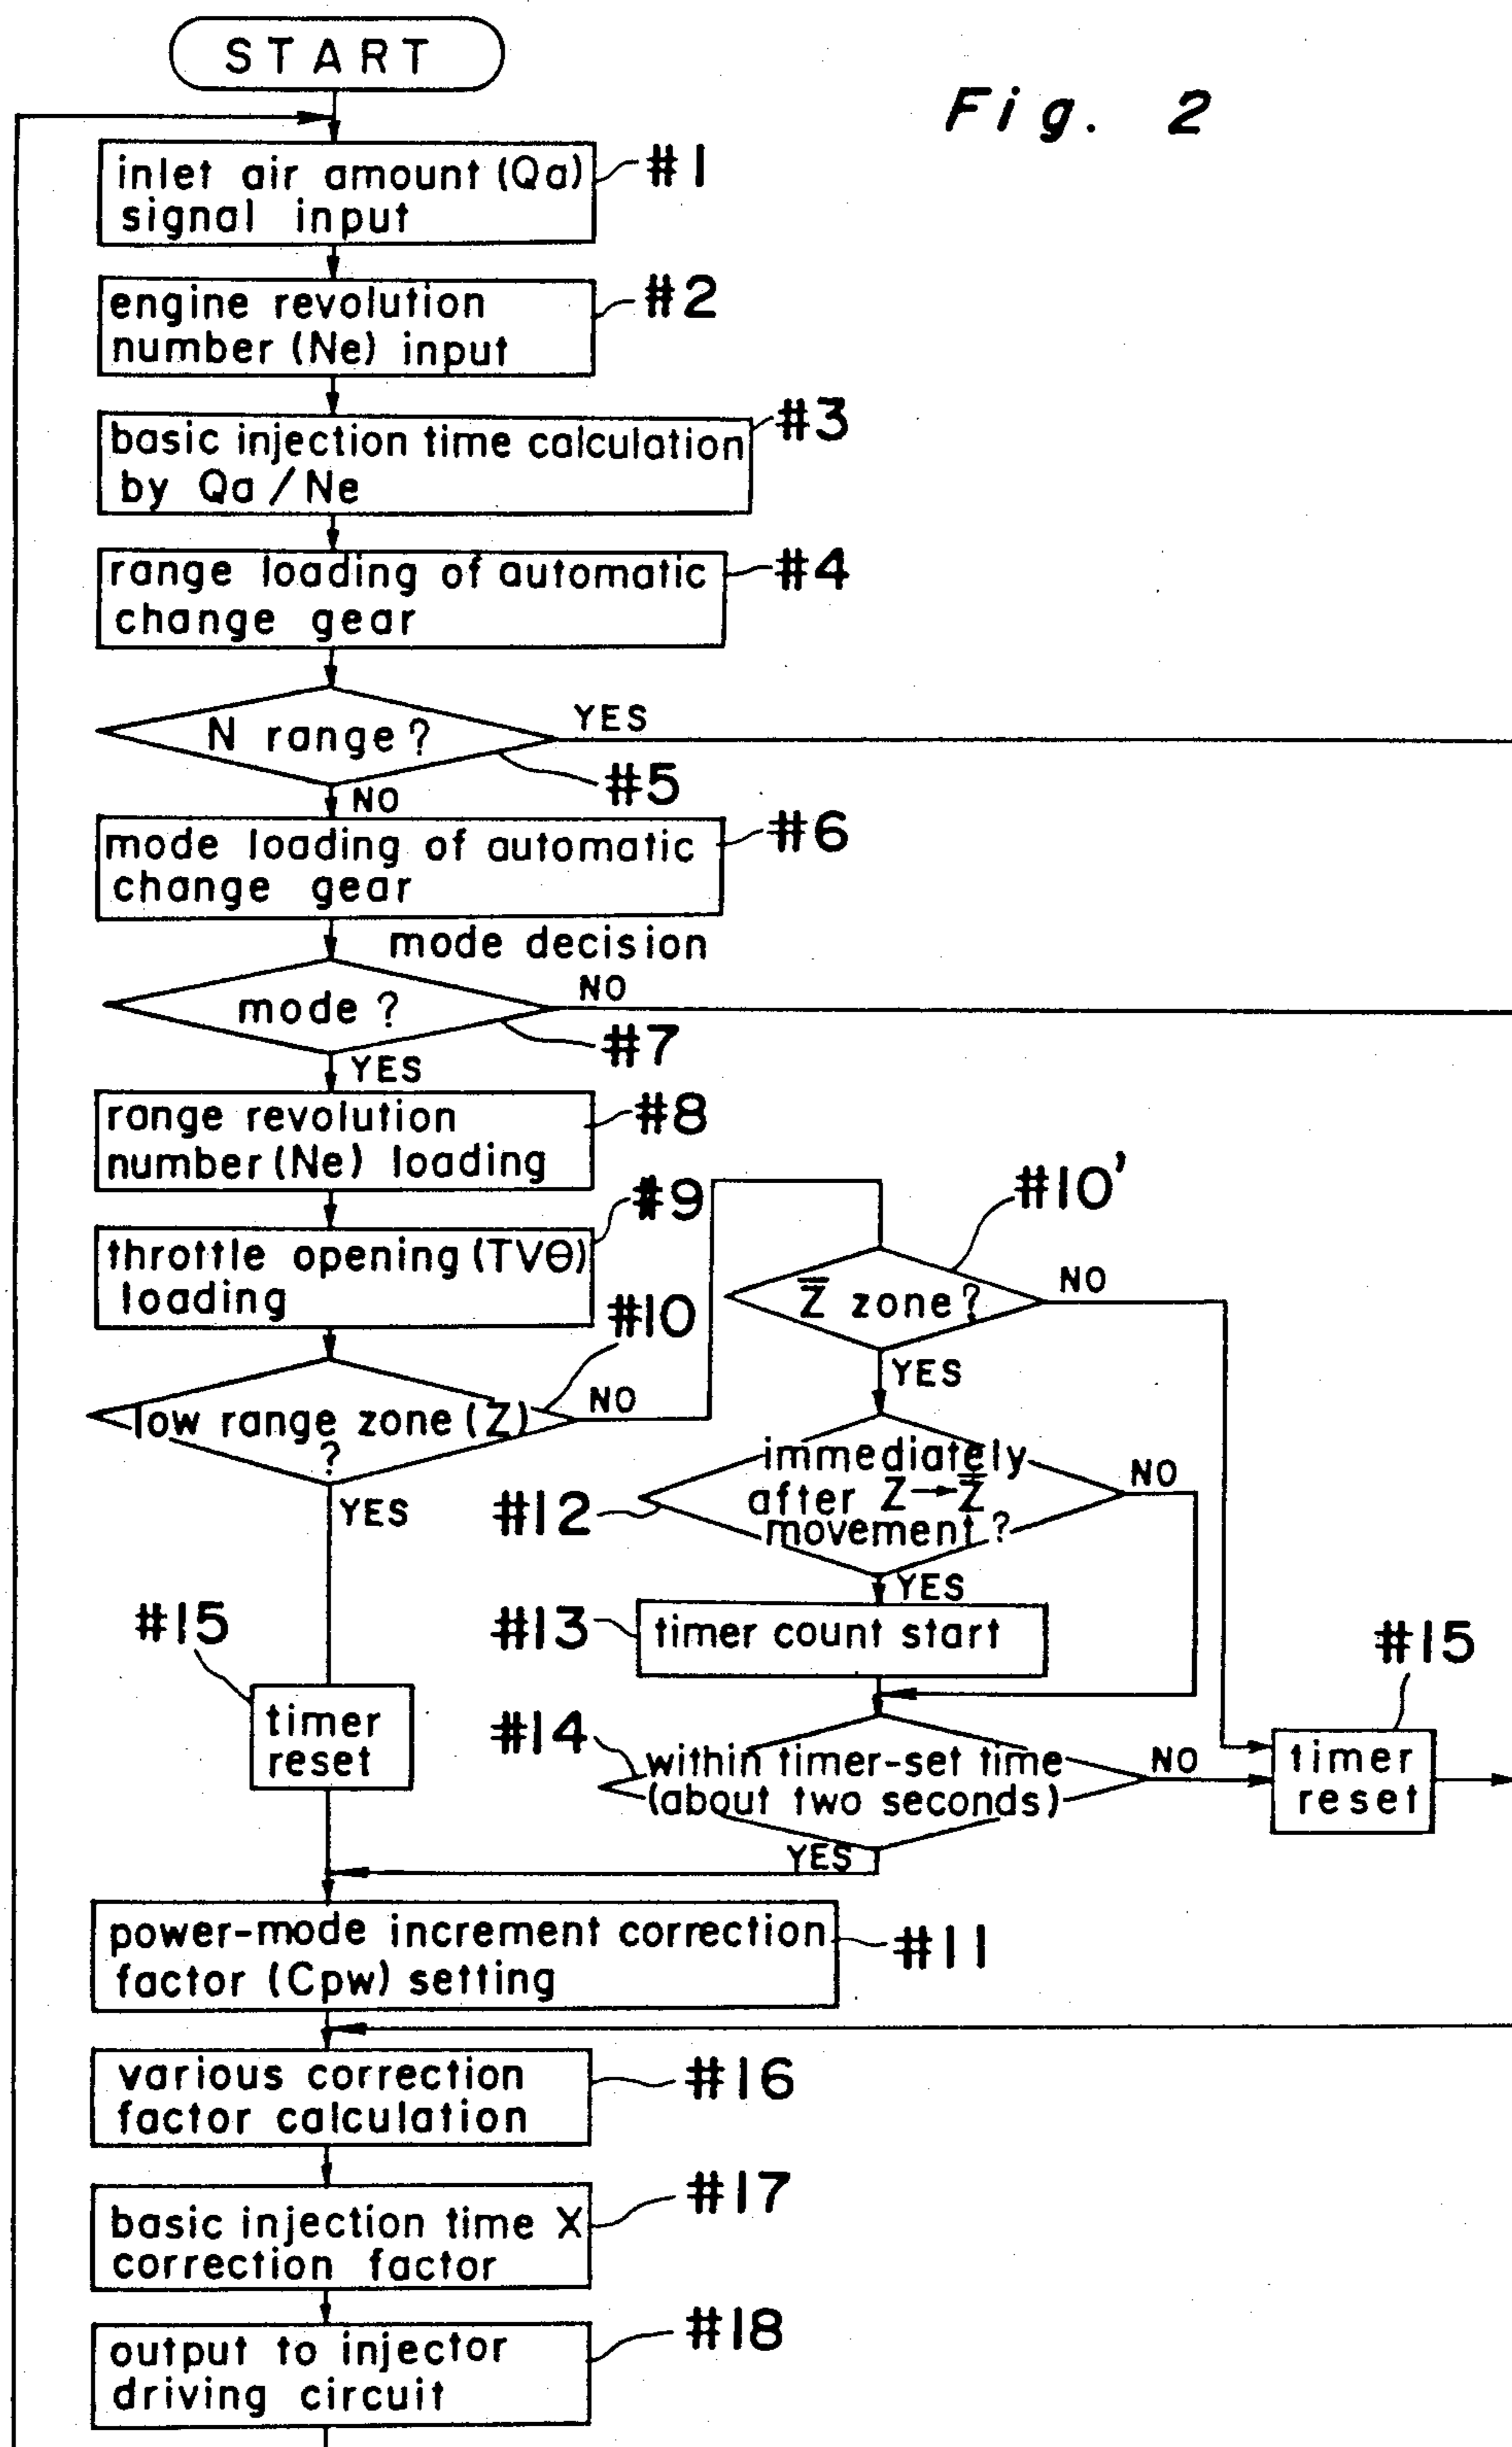 START
Fig. 2
inlet air amount (Qa)
signal input
#1
engine revolution
number (Ne) input
#2
basic injection time calculation
by Qa / Ne
#3
range loading of automatic
change gear
#4
N range?
YES
#5
NO
mode loading of automatic
change gear
#6
mode decision
mode ?
NO
#7
YES
range revolution
number (Ne) loading
#8
throttle opening (TVΘ)
loading
#9
low range zone (Z)
?
#10
NO
YES
Z̅ zone?
#10'
NO
YES
immediately
after Z→Z̅
movement ?
#12
NO
YES
timer count start
#13
within timer-set time
(about two seconds)
#14
NO
YES
timer
reset
#15
timer
reset
#15
power-mode increment correction
factor (Cpw) setting
#11
various correction
factor calculation
#16
basic injection time X
correction factor
#17
output to injector
driving circuit
#18